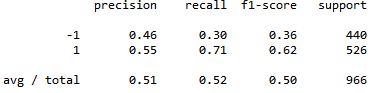 precision recall f1-score support
-1 0.46 0.30 0.36 440
1 0.55 0.71 0.62 526
avg / total 0.51 0.52 0.50 966